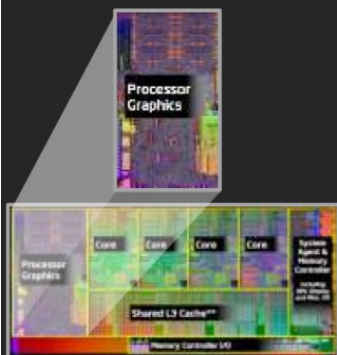 Processor
Graphics
Processor
Graphics
Core
Core
Core
Core
System
Agent &
Memory
Controller
Shared L3 Cache**
Memory Controller I/O